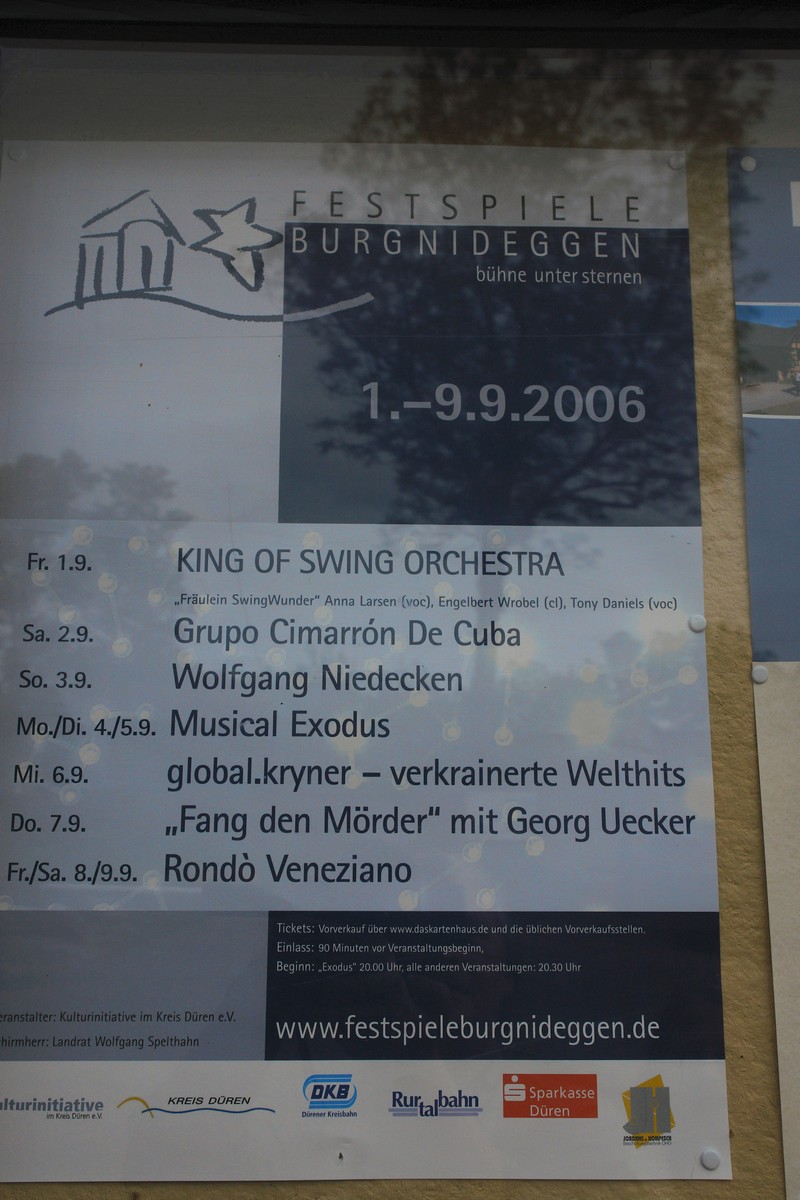 FESTSPIELE
BURGNIDEGGEN
bühne unter sternen
1.–9.9.2006
Fr. 1.9. KING OF SWING ORCHESTRA
„Fräulein SwingWunder“ Anna Larsen (voc), Engelbert Wrobel (cl), Tony Daniels (voc)
Sa. 2.9. Grupo Cimarrón De Cuba
So. 3.9. Wolfgang Niedecken
Mo./Di. 4./5.9. Musical Exodus
Mi. 6.9. global.kryner – verkrainerte Welthits
Do. 7.9. „Fang den Mörder“ mit Georg Uecker
Fr./Sa. 8./9.9. Rondò Veneziano
Tickets: Vorverkauf über www.daskartenhaus.de und die üblichen Vorverkaufsstellen.
Einlass: 90 Minuten vor Veranstaltungsbeginn,
Beginn: „Exodus“ 20.00 Uhr, alle anderen Veranstaltungen: 20.30 Uhr
eranstalter: Kulturinitiative im Kreis Düren e.V.
hirmherr: Landrat Wolfgang Spelthahn
www.festspieleburgnideggen.de
ulturinitiative
im Kreis Düren e.V.
KREIS DÜREN
DKB
Dürener Kreisbahn
Rurtalbahn
Sparkasse
Düren
JH